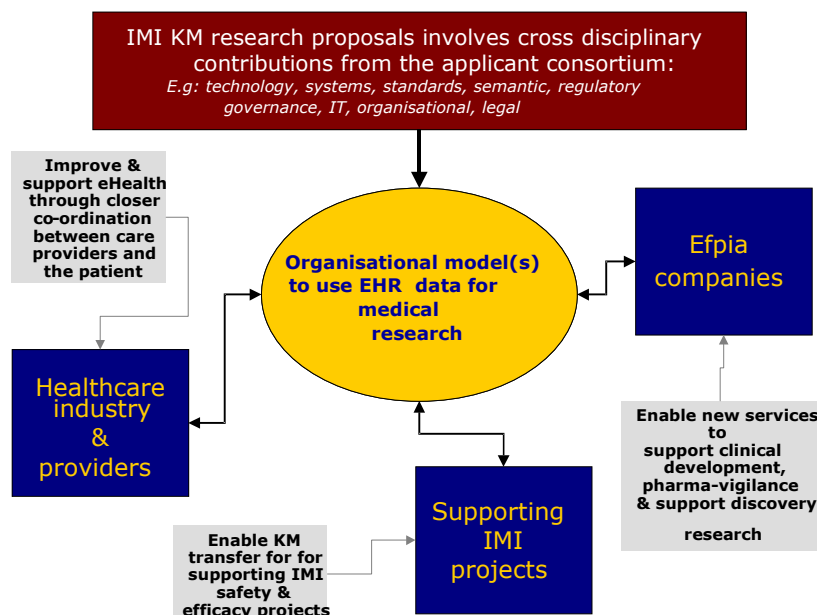 IMI KM research proposals involves cross disciplinary
contributions from the applicant consortium:
E.g: technology, systems, standards, semantic, regulatory
governance, IT, organisational, legal
Improve &
support eHealth
through closer
co-ordination
between care
providers and
the patient
Organisational model(s)
to use EHR data for
medical
research
Efpia
companies
Healthcare
industry
&
providers
Enable new services
to
support clinical
development,
pharma-vigilance
& support discovery
research
Supporting
IMI
projects
Enable KM
transfer for for
supporting IMI
safety &
efficacy projects